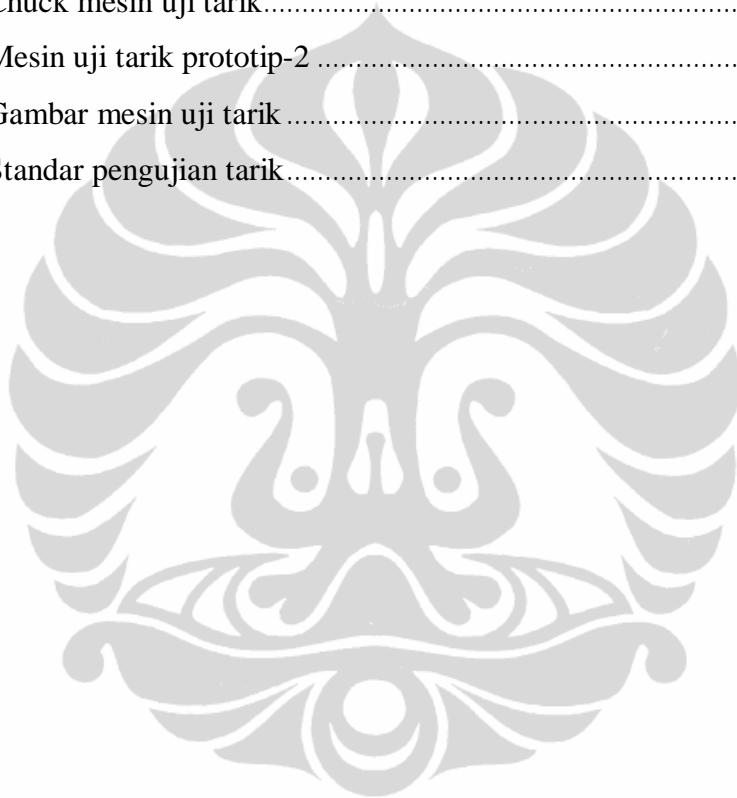 Chuck mesin uji tarik................................................................
Mesin uji tarik prototip-2 ........................................................
Gambar mesin uji tarik .............................................................
Standar pengujian tarik.............................................................